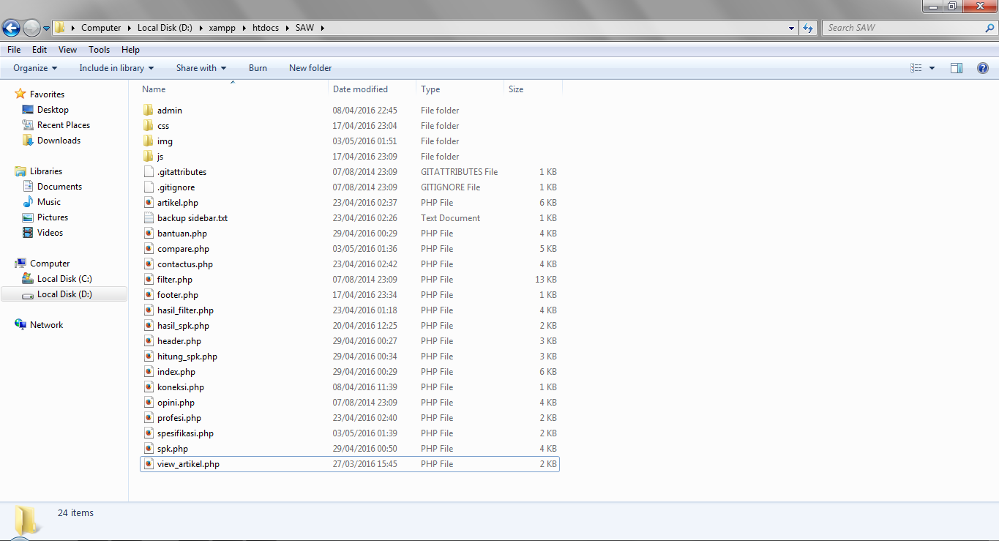 Computer Local Disk (D:) xampp htdocs SAW Search SAW
File Edit View Tools Help
Organize Include in library Share with Burn New folder
Favorites
Desktop
Recent Places
Downloads
Libraries
Documents
Music
Pictures
Videos
Computer
Local Disk (C:)
Local Disk (D:)
Network
Name Date modified Type Size
admin 08/04/2016 22:45 File folder
css 17/04/2016 23:04 File folder
img 03/05/2016 01:51 File folder
js 17/04/2016 23:09 File folder
.gitattributes 07/08/2014 23:09 GITATTRIBUTES File 1 KB
.gitignore 07/08/2014 23:09 GITIGNORE File 1 KB
artikel.php 23/04/2016 02:37 PHP File 6 KB
backup sidebar.txt 23/04/2016 02:26 Text Document 1 KB
bantuan.php 29/04/2016 00:29 PHP File 4 KB
compare.php 03/05/2016 01:36 PHP File 5 KB
contactus.php 23/04/2016 02:42 PHP File 4 KB
filter.php 07/08/2014 23:09 PHP File 13 KB
footer.php 17/04/2016 23:34 PHP File 1 KB
hasil_filter.php 23/04/2016 01:18 PHP File 4 KB
hasil_spk.php 20/04/2016 12:25 PHP File 2 KB
header.php 29/04/2016 00:27 PHP File 3 KB
hitung_spk.php 29/04/2016 00:34 PHP File 3 KB
index.php 29/04/2016 00:29 PHP File 6 KB
koneksi.php 08/04/2016 11:39 PHP File 1 KB
opini.php 07/08/2014 23:09 PHP File 4 KB
profesi.php 23/04/2016 02:40 PHP File 2 KB
spesifikasi.php 03/05/2016 01:39 PHP File 2 KB
spk.php 29/04/2016 00:50 PHP File 4 KB
view_artikel.php 27/03/2016 15:45 PHP File 2 KB
24 items